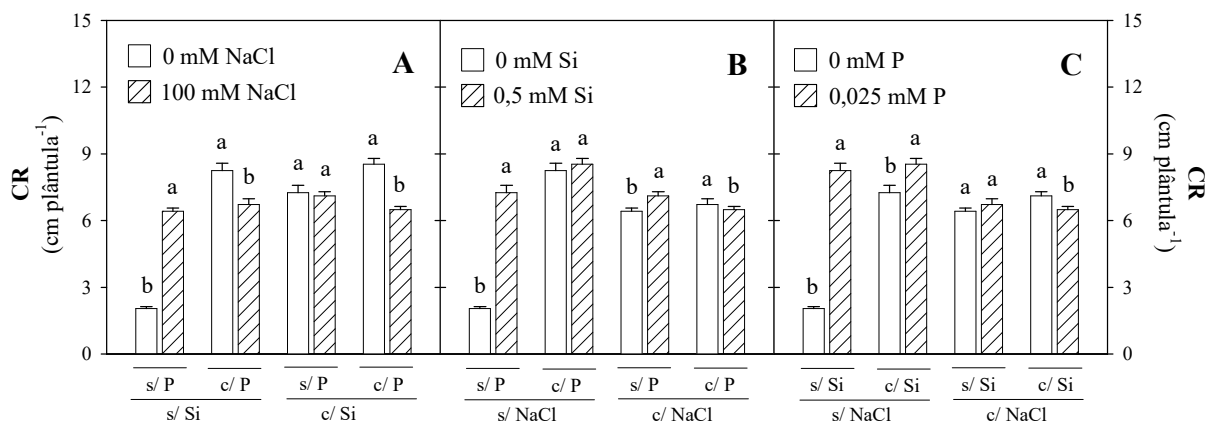 15
12
9
6
3
0
CR
(cm plântula-1)
0 mM NaCl
100 mM NaCl
A
b
a
a
b
a
a
a
b
s/ P
c/ P
s/ P
c/ P
s/ Si
c/ Si
0 mM Si
0,5 mM Si
B
b
a
a
a
b
a
a
b
s/ P
c/ P
s/ P
c/ P
s/ NaCl
c/ NaCl
0 mM P
0,025 mM P
C
b
a
b
a
a
a
a
b
s/ Si
c/ Si
s/ Si
c/ Si
s/ NaCl
c/ NaCl
15
12
9
6
3
0
CR
(cm plântula-1)